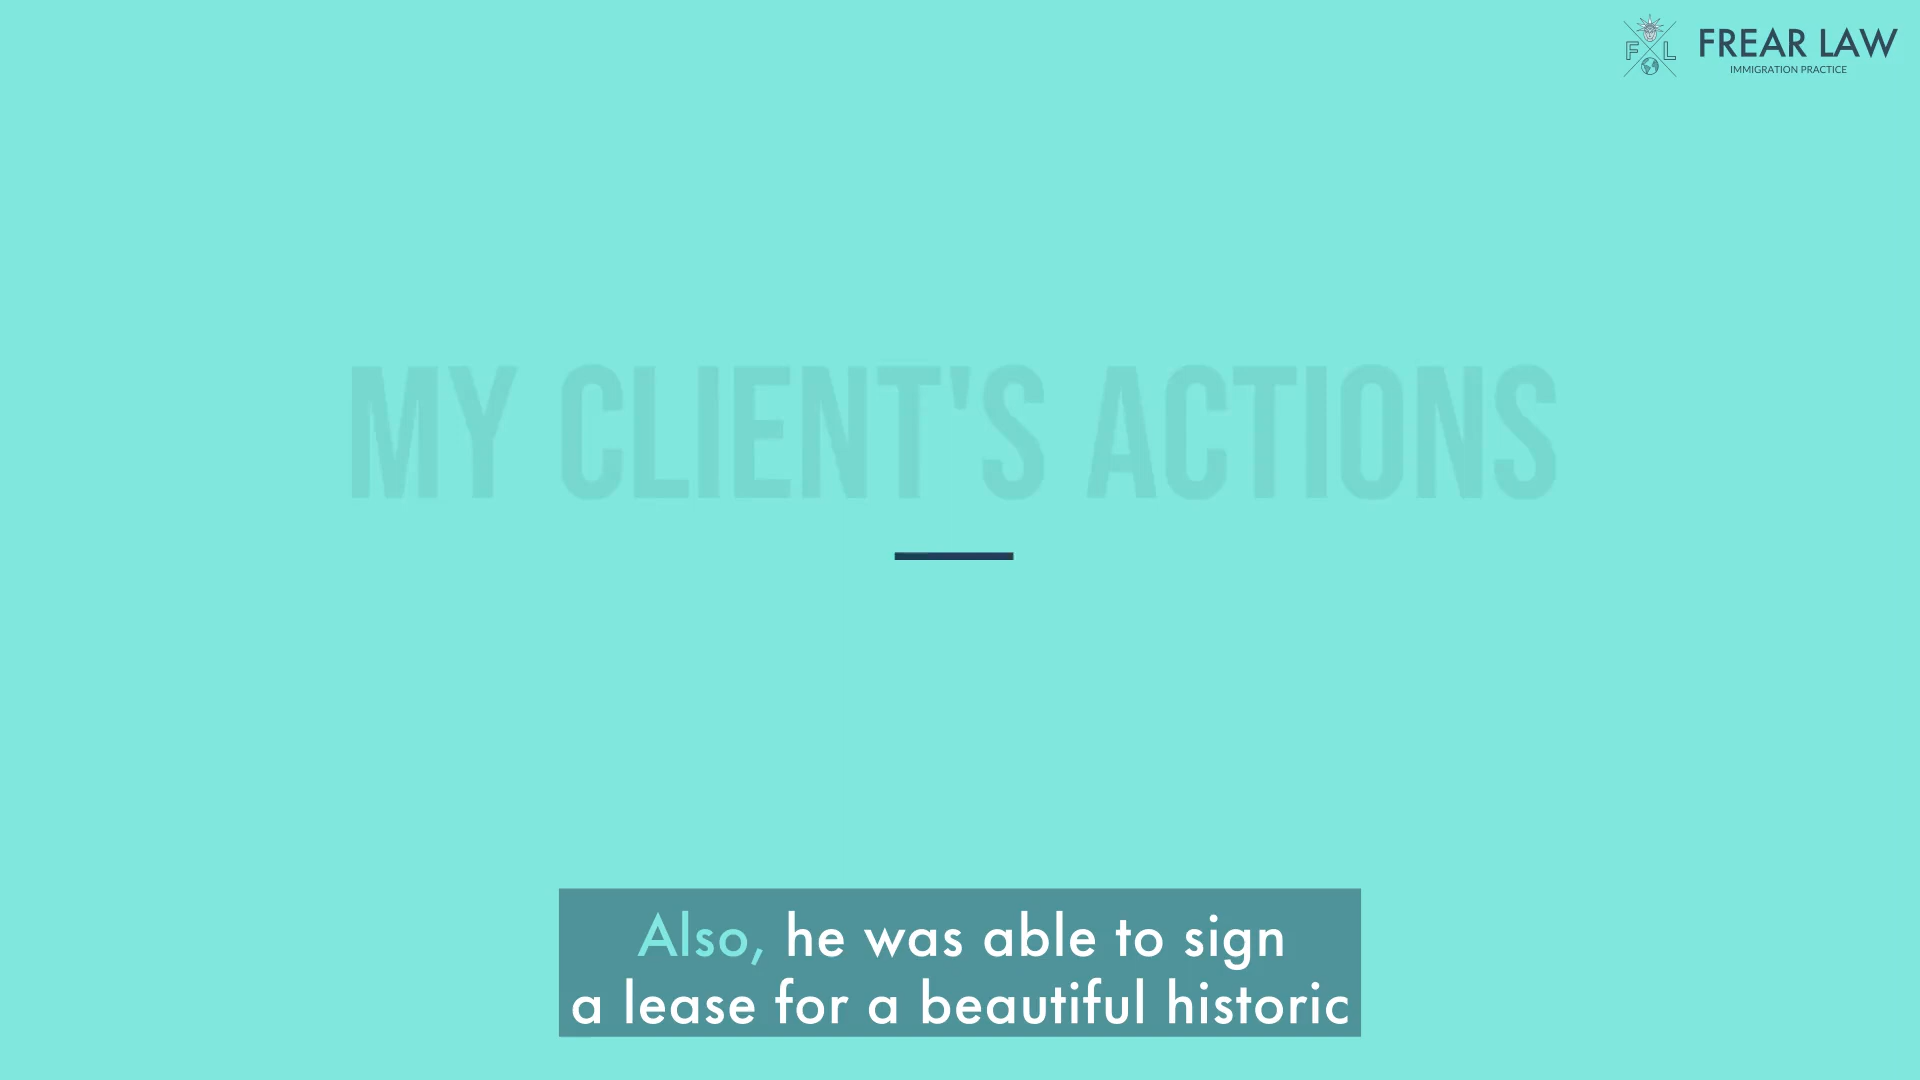 F L
FREAR LAW
IMMIGRATION PRACTICE
MY CLIENT'S ACTIONS
Also, he was able to sign
a lease for a beautiful historic